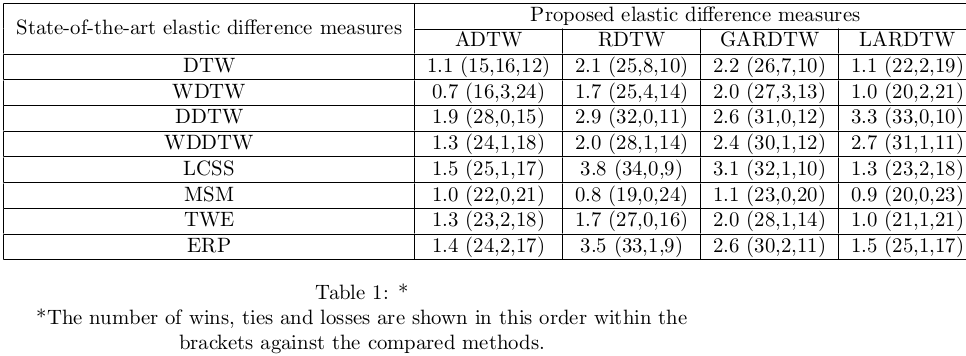 State-of-the-art elastic difference measures Proposed elastic difference measures
ADTW RDTW GARDTW LARDTW
DTW 1.1 (15,16,12) 2.1 (25,8,10) 2.2 (26,7,10) 1.1 (22,2,19)
WDTW 0.7 (16,3,24) 1.7 (25,4,14) 2.0 (27,3,13) 1.0 (20,2,21)
DDTW 1.9 (28,0,15) 2.9 (32,0,11) 2.6 (31,0,12) 3.3 (33,0,10)
WDDTW 1.3 (24,1,18) 2.0 (28,1,14) 2.4 (30,1,12) 2.7 (31,1,11)
LCSS 1.5 (25,1,17) 3.8 (34,0,9) 3.1 (32,1,10) 1.3 (23,2,18)
MSM 1.0 (22,0,21) 0.8 (19,0,24) 1.1 (23,0,20) 0.9 (20,0,23)
TWE 1.3 (23,2,18) 1.7 (27,0,16) 2.0 (28,1,14) 1.0 (21,1,21)
ERP 1.4 (24,2,17) 3.5 (33,1,9) 2.6 (30,2,11) 1.5 (25,1,17)
Table 1: *
*The number of wins, ties and losses are shown in this order within the
brackets against the compared methods.